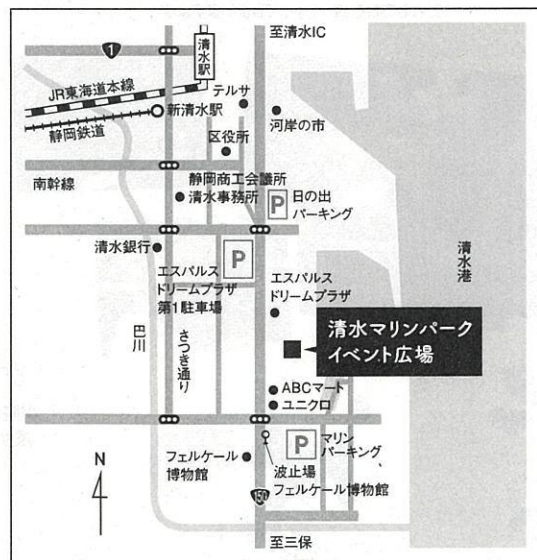 至清水IC
1
清水駅
JR東海道本線
テルサ
新清水駅
静岡鉄道
河岸の市
区役所
南幹線
静岡商工会議所
清水事務所
P
日の出
パーキング
清水銀行
P
エスパルス
ドリームプラザ
第1駐車場
エスパルス
ドリームプラザ
清水港
巴川
さつき通り
清水マリンパーク
イベント広場
ABCマート
ユニクロ
N
フェルケール
博物館
P
マリン
パーキング
波止場
フェルケール博物館
150
至三保